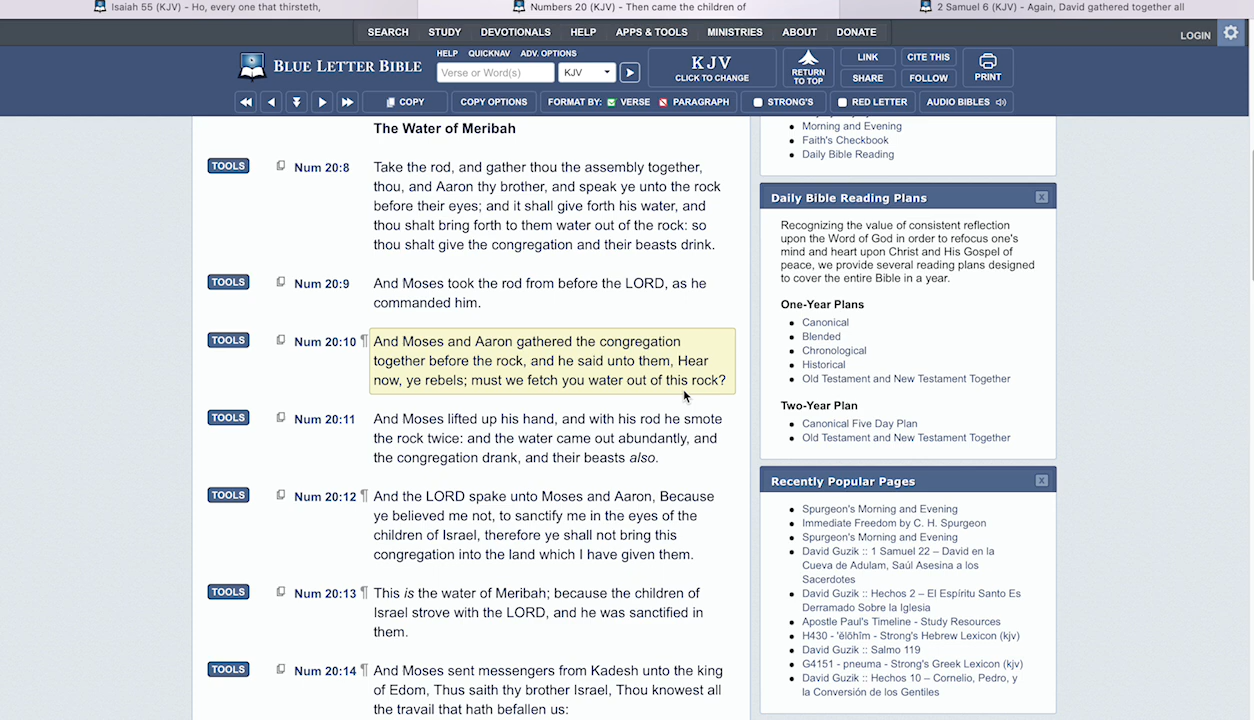 Isaiah 55 (KJV) - Ho, every one that thirsteth,
Numbers 20 (KJV) - Then came the children of
2 Samuel 6 (KJV) - Again, David gathered together all
SEARCH STUDY DEVOTIONALS HELP APPS & TOOLS MINISTRIES ABOUT DONATE LOGIN
BLUE LETTER BIBLE
HELP QUICKNAV ADV. OPTIONS
Verse or Word(s) KJV
KJV
CLICK TO CHANGE
RETURN
TO TOP
LINK CITE THIS
SHARE FOLLOW
PRINT
COPY COPY OPTIONS FORMAT BY: VERSE PARAGRAPH STRONG'S RED LETTER AUDIO BIBLES
The Water of Meribah
TOOLS Num 20:8 Take the rod, and gather thou the assembly together,
thou, and Aaron thy brother, and speak ye unto the rock
before their eyes; and it shall give forth his water, and
thou shalt bring forth to them water out of the rock: so
thou shalt give the congregation and their beasts drink.
TOOLS Num 20:9 And Moses took the rod from before the LORD, as he
commanded him.
TOOLS Num 20:10 ¶ And Moses and Aaron gathered the congregation
together before the rock, and he said unto them, Hear
now, ye rebels; must we fetch you water out of this rock?
TOOLS Num 20:11 And Moses lifted up his hand, and with his rod he smote
the rock twice: and the water came out abundantly, and
the congregation drank, and their beasts also.
TOOLS Num 20:12 ¶ And the LORD spake unto Moses and Aaron, Because
ye believed me not, to sanctify me in the eyes of the
children of Israel, therefore ye shall not bring this
congregation into the land which I have given them.
TOOLS Num 20:13 ¶ This is the water of Meribah; because the children of
Israel strove with the LORD, and he was sanctified in
them.
TOOLS Num 20:14 ¶ And Moses sent messengers from Kadesh unto the king
of Edom, Thus saith thy brother Israel, Thou knowest all
the travail that hath befallen us:
Morning and Evening
Faith's Checkbook
Daily Bible Reading
Daily Bible Reading Plans
Recognizing the value of consistent reflection
upon the Word of God in order to refocus one's
mind and heart upon Christ and His Gospel of
peace, we provide several reading plans designed
to cover the entire Bible in a year.
One-Year Plans
Canonical
Blended
Chronological
Historical
Old Testament and New Testament Together
Two-Year Plan
Canonical Five Day Plan
Old Testament and New Testament Together
Recently Popular Pages
Spurgeon's Morning and Evening
Immediate Freedom by C. H. Spurgeon
Spurgeon's Morning and Evening
David Guzik :: 1 Samuel 22 – David en la
Cueva de Adulam, Saúl Asesina a los
Sacerdotes
David Guzik :: Hechos 2 – El Espíritu Santo Es
Derramado Sobre la Iglesia
Apostle Paul's Timeline - Study Resources
H430 - 'ĕlōhîm - Strong's Hebrew Lexicon (kjv)
David Guzik :: Salmo 119
G4151 - pneuma - Strong's Greek Lexicon (kjv)
David Guzik :: Hechos 10 – Cornelio, Pedro, y
la Conversión de los Gentiles